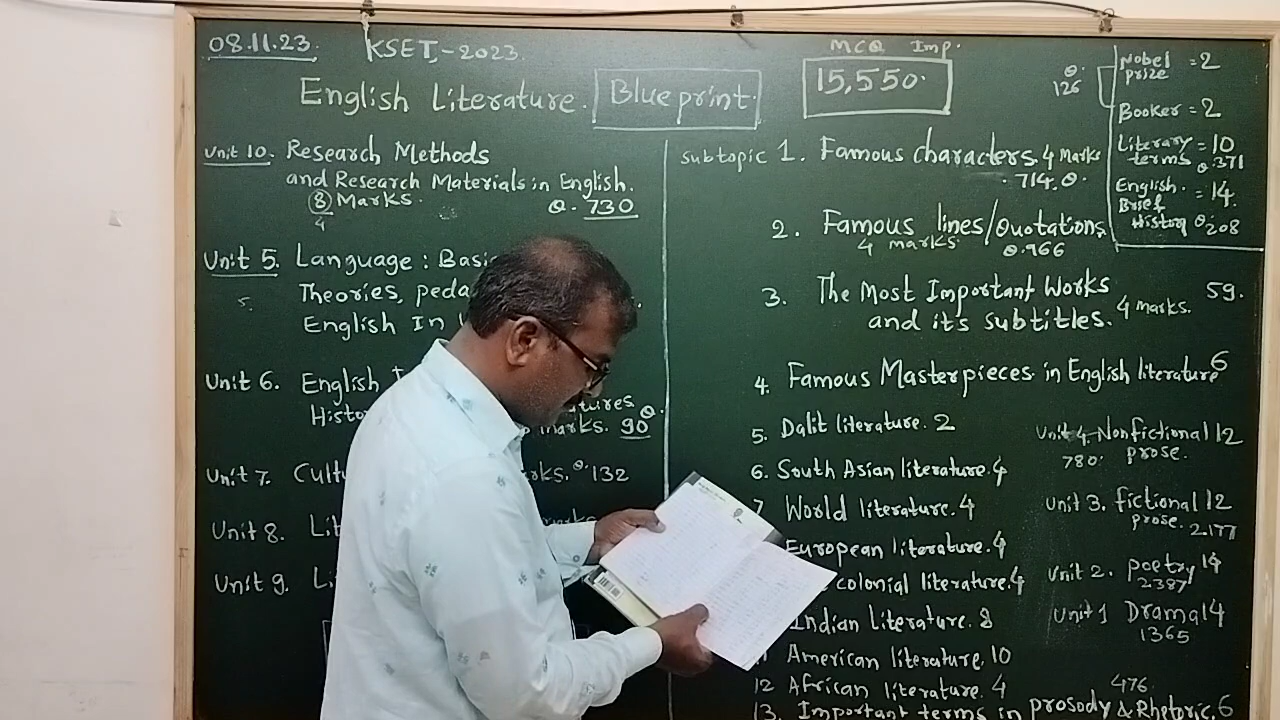 08.11.23.
KSET,-2023.
MCQ Imp.
English Literature.
Blueprint.
15,550.
Unit 10. Research Methods
and Research Materials in English.
8 Marks.
4
θ. 730
Unit 5. Language: Basic
5.
Theories, peda
English In
Unit 6. English
Histo
marks. 90 θ.
Unit 7. Cultu
θ. 132
Unit 8. Lit
Unit 9. Li
subtopic 1. Famous characters. 4 Marks
. 714. θ.
2. Famous lines/Quotations
4 marks. θ.966
3. The Most Important Works
and its subtitles. 4 marks. 59.
4. Famous Masterpieces in English literature 6
5. Dalit literature. 2
6. South Asian literature. 4
7 World literature. 4
European literature. 4
colonial literature. 4
Indian Literature. 8
American literature. 10
12 African literature. 4
13. Important terms in prosody & Rhetoric. 6
476.
θ.
126
Nobel = 2
prize
Booker = 2
Literary = 10
terms θ.371
English = 14.
Brief
History θ.208
Unit 4. Nonfictional 12
780. prose.
Unit 3. fictional 12
prose. 2177
Unit 2. poetry 14
2387
Unit 1 Drama 14
1365